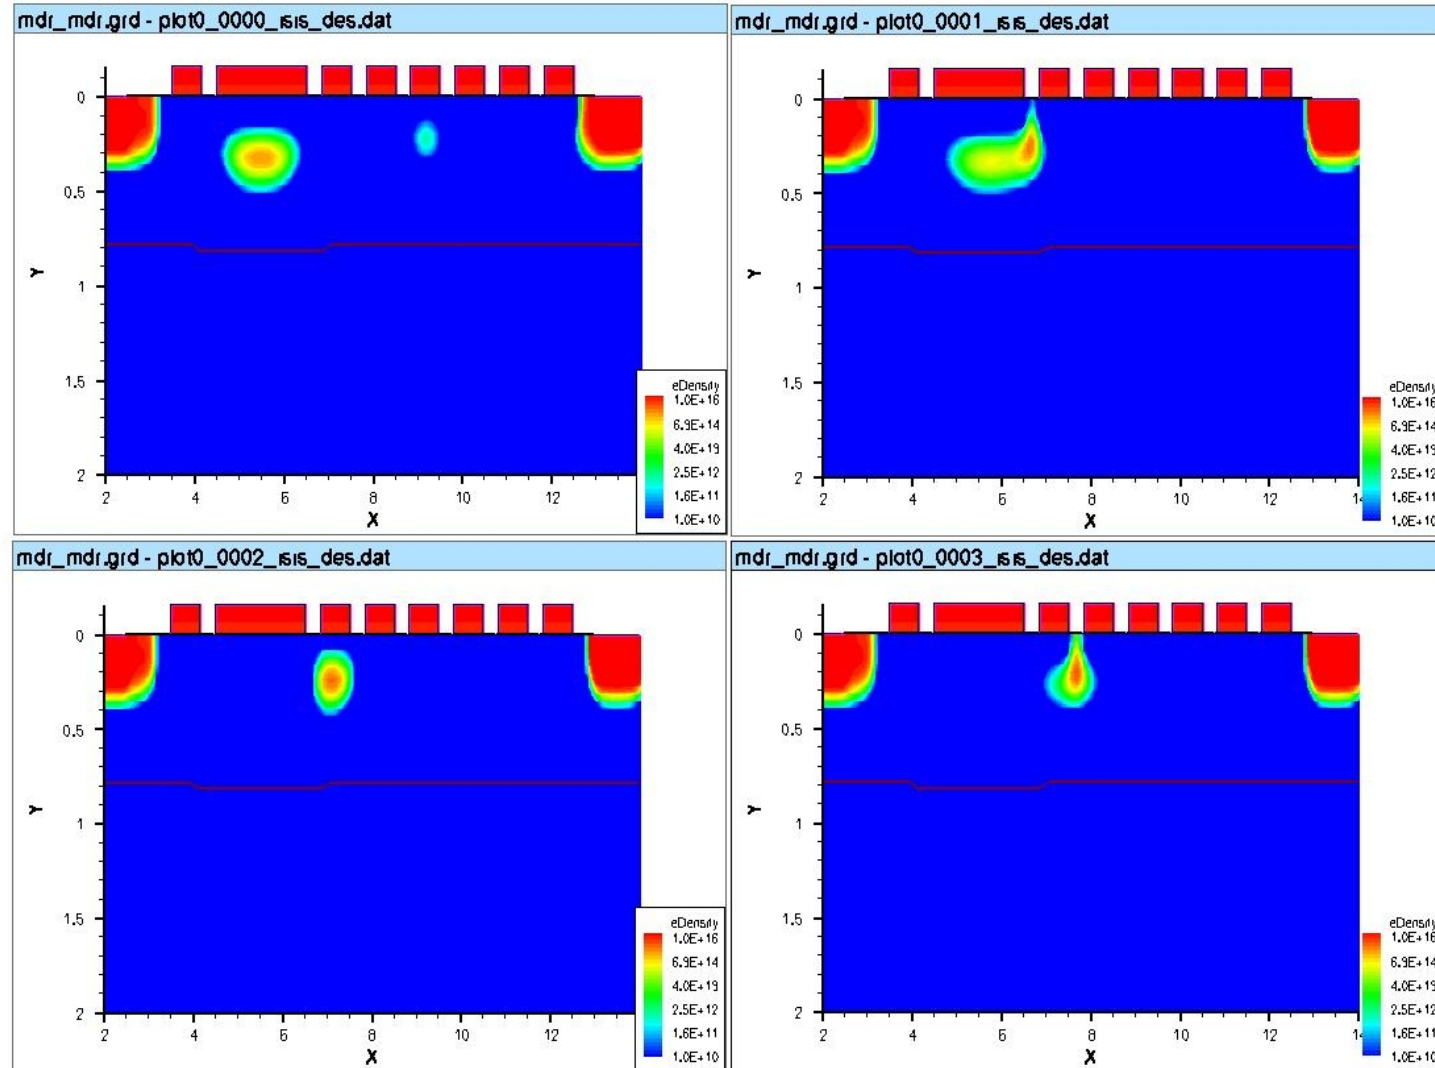 mdr_mdr.grd - plot0_0000_isis_des.dat
0
0.5
1
1.5
2
Y
2 4 6 8 10 12
X
eDensity
1.0E+16
6.9E+14
4.0E+13
2.5E+12
1.6E+11
1.0E+10
mdr_mdr.grd - plot0_0001_isis_des.dat
0
0.5
1
1.5
2
Y
2 4 6 8 10 12 14
X
eDensity
1.0E+16
6.9E+14
4.0E+13
2.5E+12
1.6E+11
1.0E+10
mdr_mdr.grd - plot0_0002_isis_des.dat
0
0.5
1
1.5
2
Y
2 4 6 8 10 12
X
eDensity
1.0E+16
6.9E+14
4.0E+13
2.5E+12
1.6E+11
1.0E+10
mdr_mdr.grd - plot0_0003_isis_des.dat
0
0.5
1
1.5
2
Y
2 4 6 8 10 12 14
X
eDensity
1.0E+16
6.9E+14
4.0E+13
2.5E+12
1.6E+11
1.0E+10